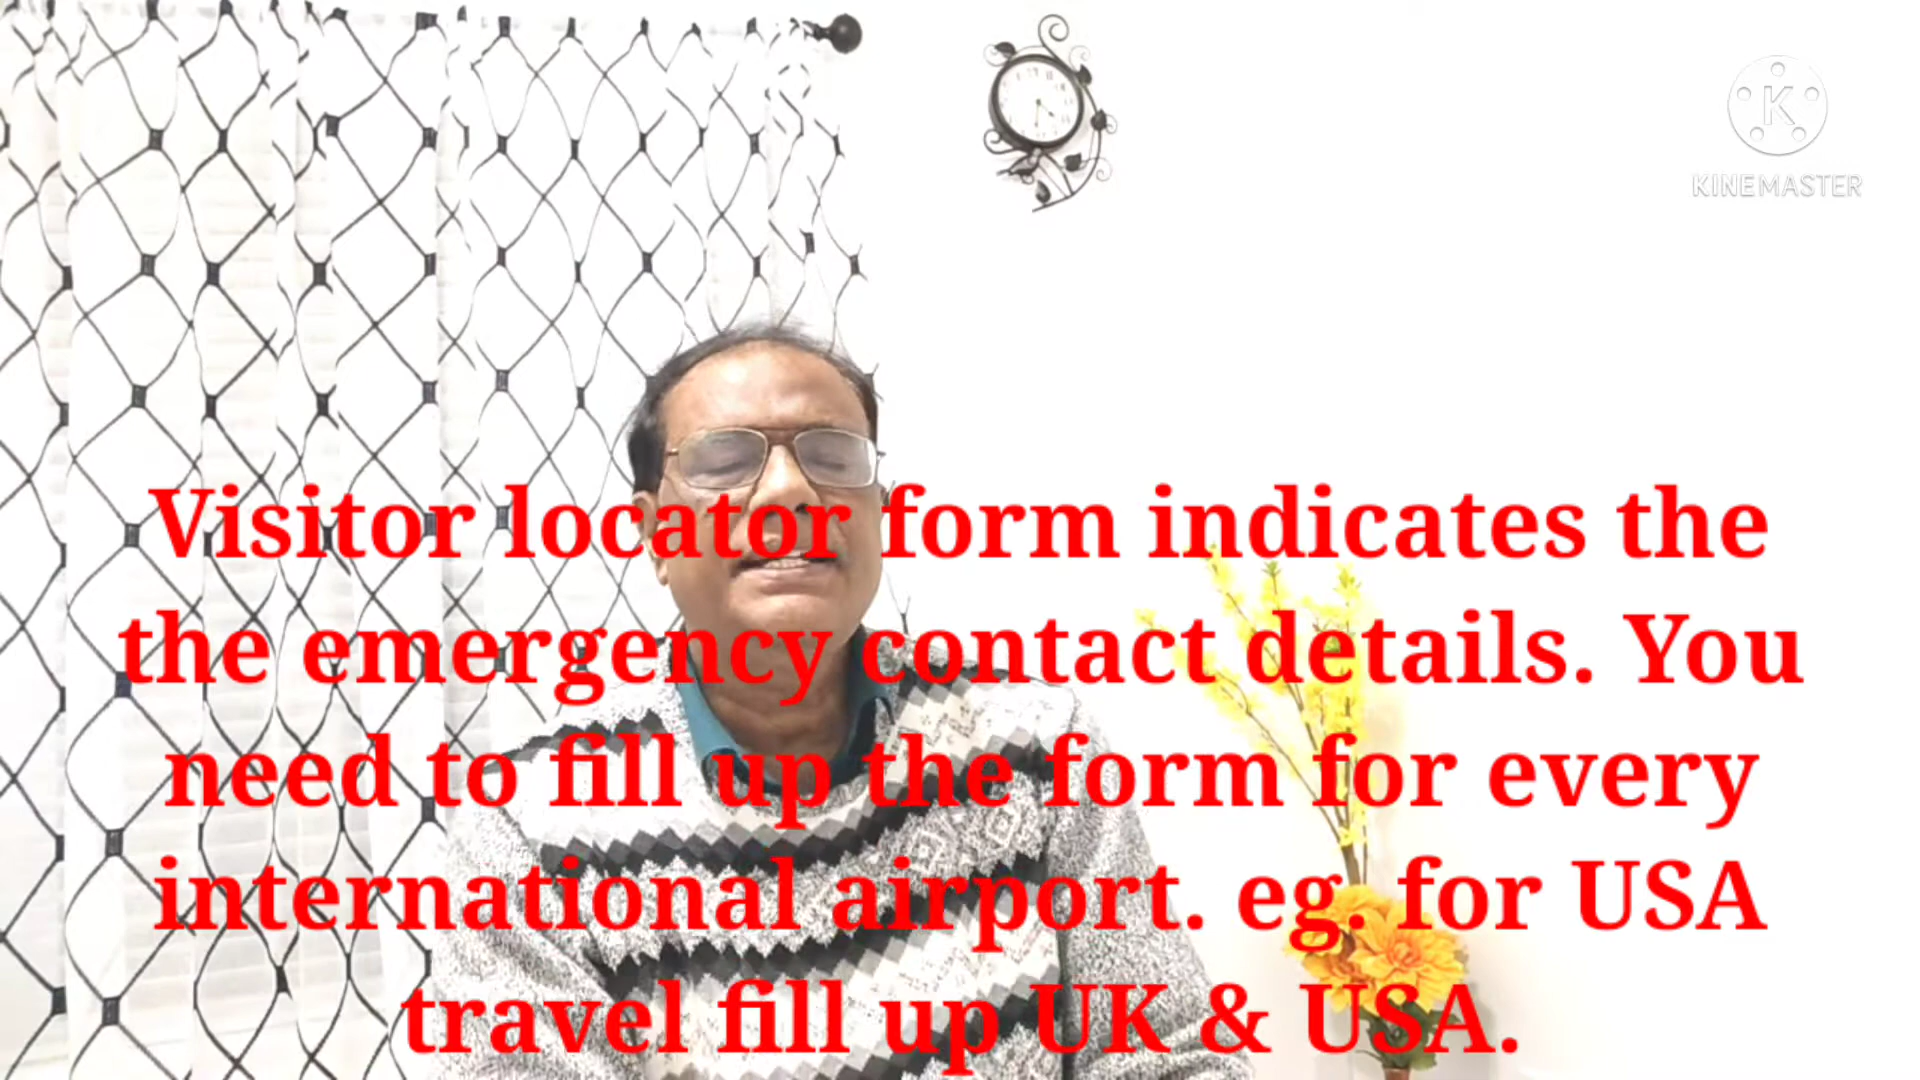 KINEMASTER
Visitor locator form indicates the
the emergency contact details. You
need to fill up the form for every
international airport. eg. for USA
travel fill up UK & USA.